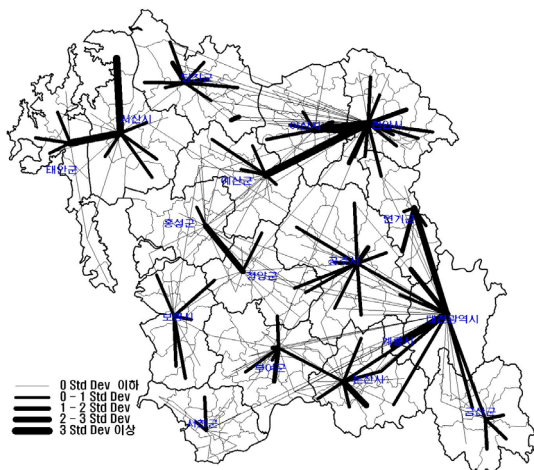 당진군
서산시
아산시
천안시
태안군
예산군
홍성군
연기군
공주시
청양군
보령시
대전광역시
계룡시
부여군
논산시
서천군
금산군
0 Std Dev 이하
0 - 1 Std Dev
1 - 2 Std Dev
2 - 3 Std Dev
3 Std Dev 이상